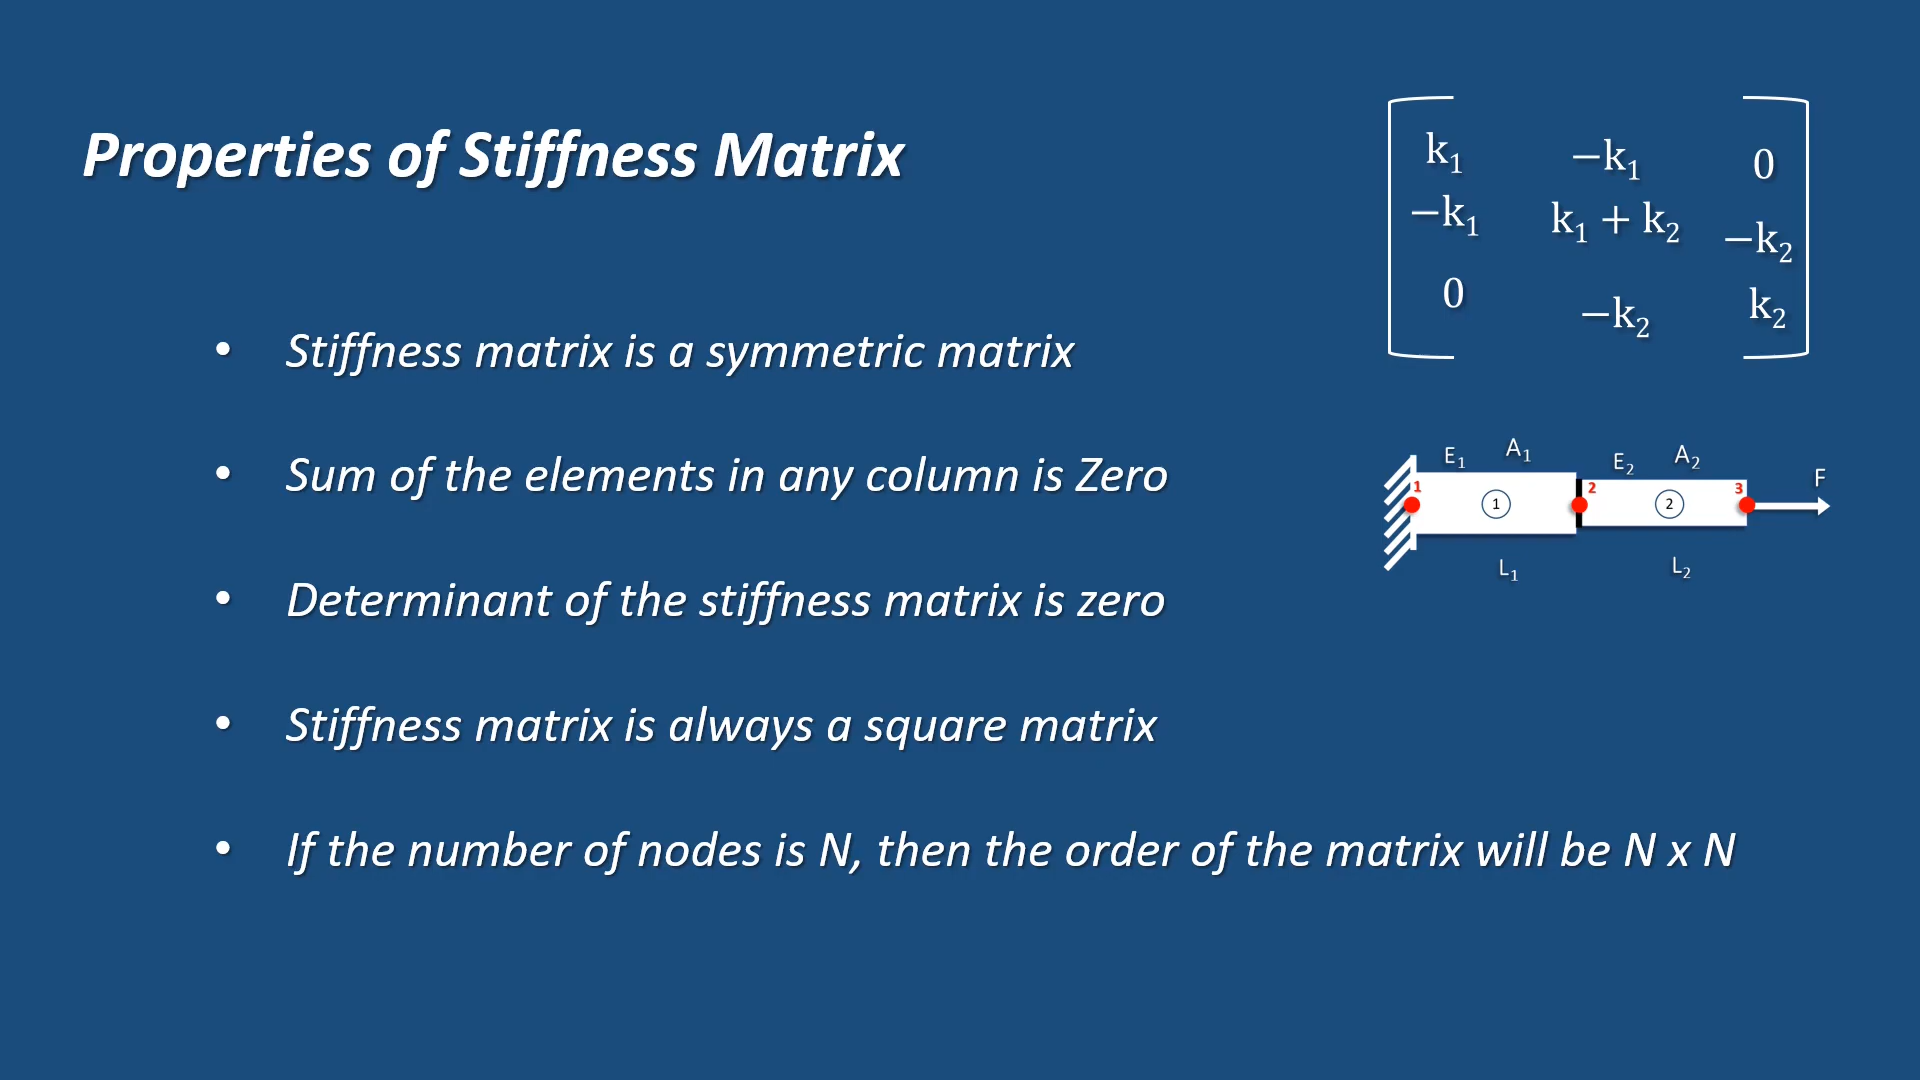 Properties of Stiffness Matrix
k₁ −k₁ 0
−k₁ k₁ + k₂ −k₂
0 −k₂ k₂
• Stiffness matrix is a symmetric matrix
E₁ A₁ E₂ A₂ F
1 1 2 2 3
L₁ L₂
• Sum of the elements in any column is Zero
• Determinant of the stiffness matrix is zero
• Stiffness matrix is always a square matrix
• If the number of nodes is N, then the order of the matrix will be N x N